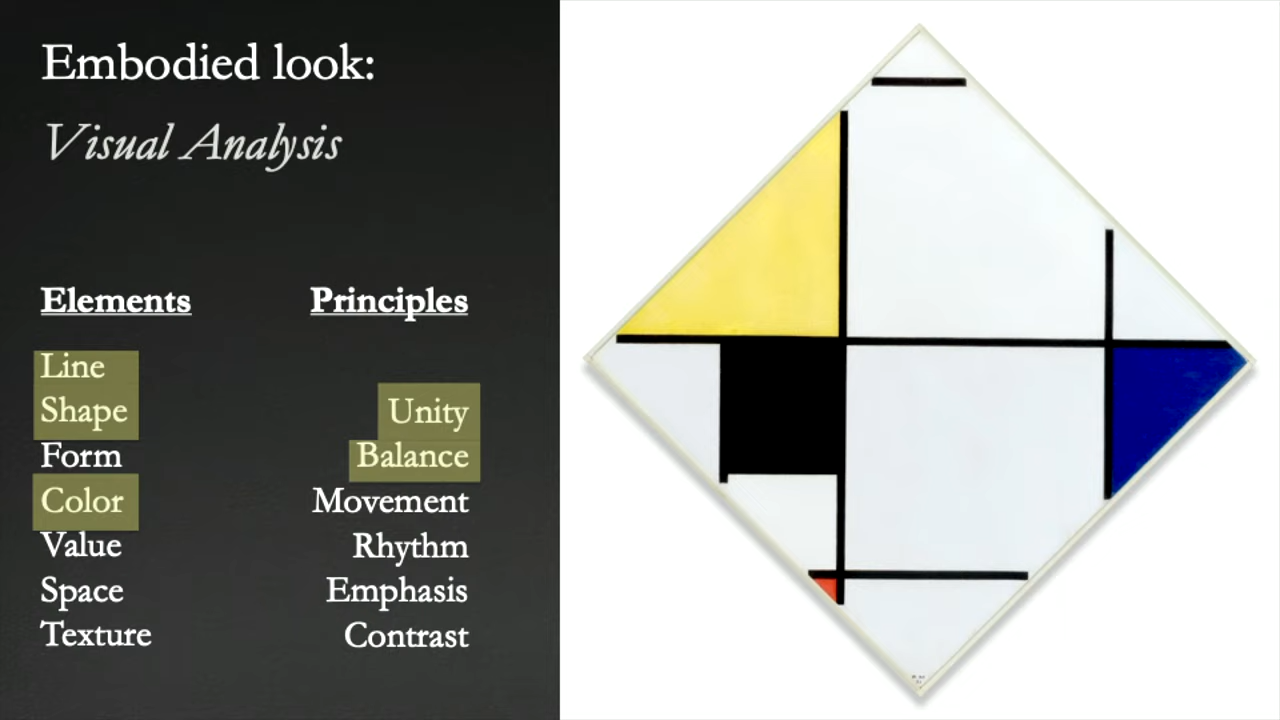 Embodied look:
Visual Analysis
Elements
Line
Shape
Form
Color
Value
Space
Texture
Principles
Unity
Balance
Movement
Rhythm
Emphasis
Contrast